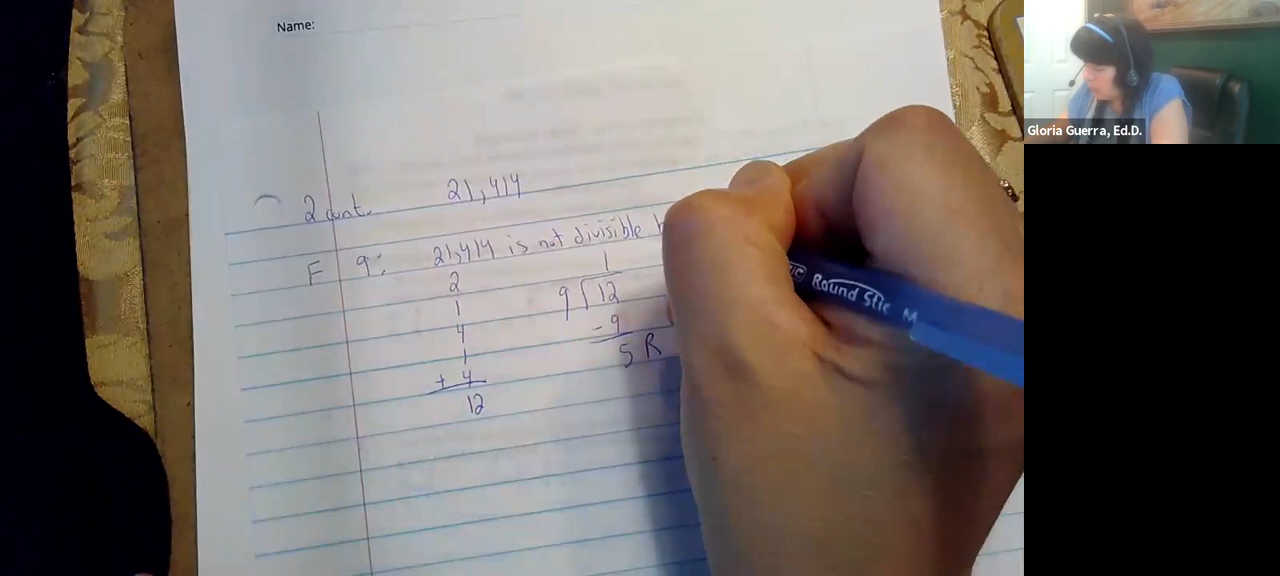 Name:
Gloria Guerra, Ed.D.
2 cont. 21,414
F 9: 21,414 is not divisible
2
1
4
1
+ 4
12
1
9 12
- 9
5 R
Round Stic M